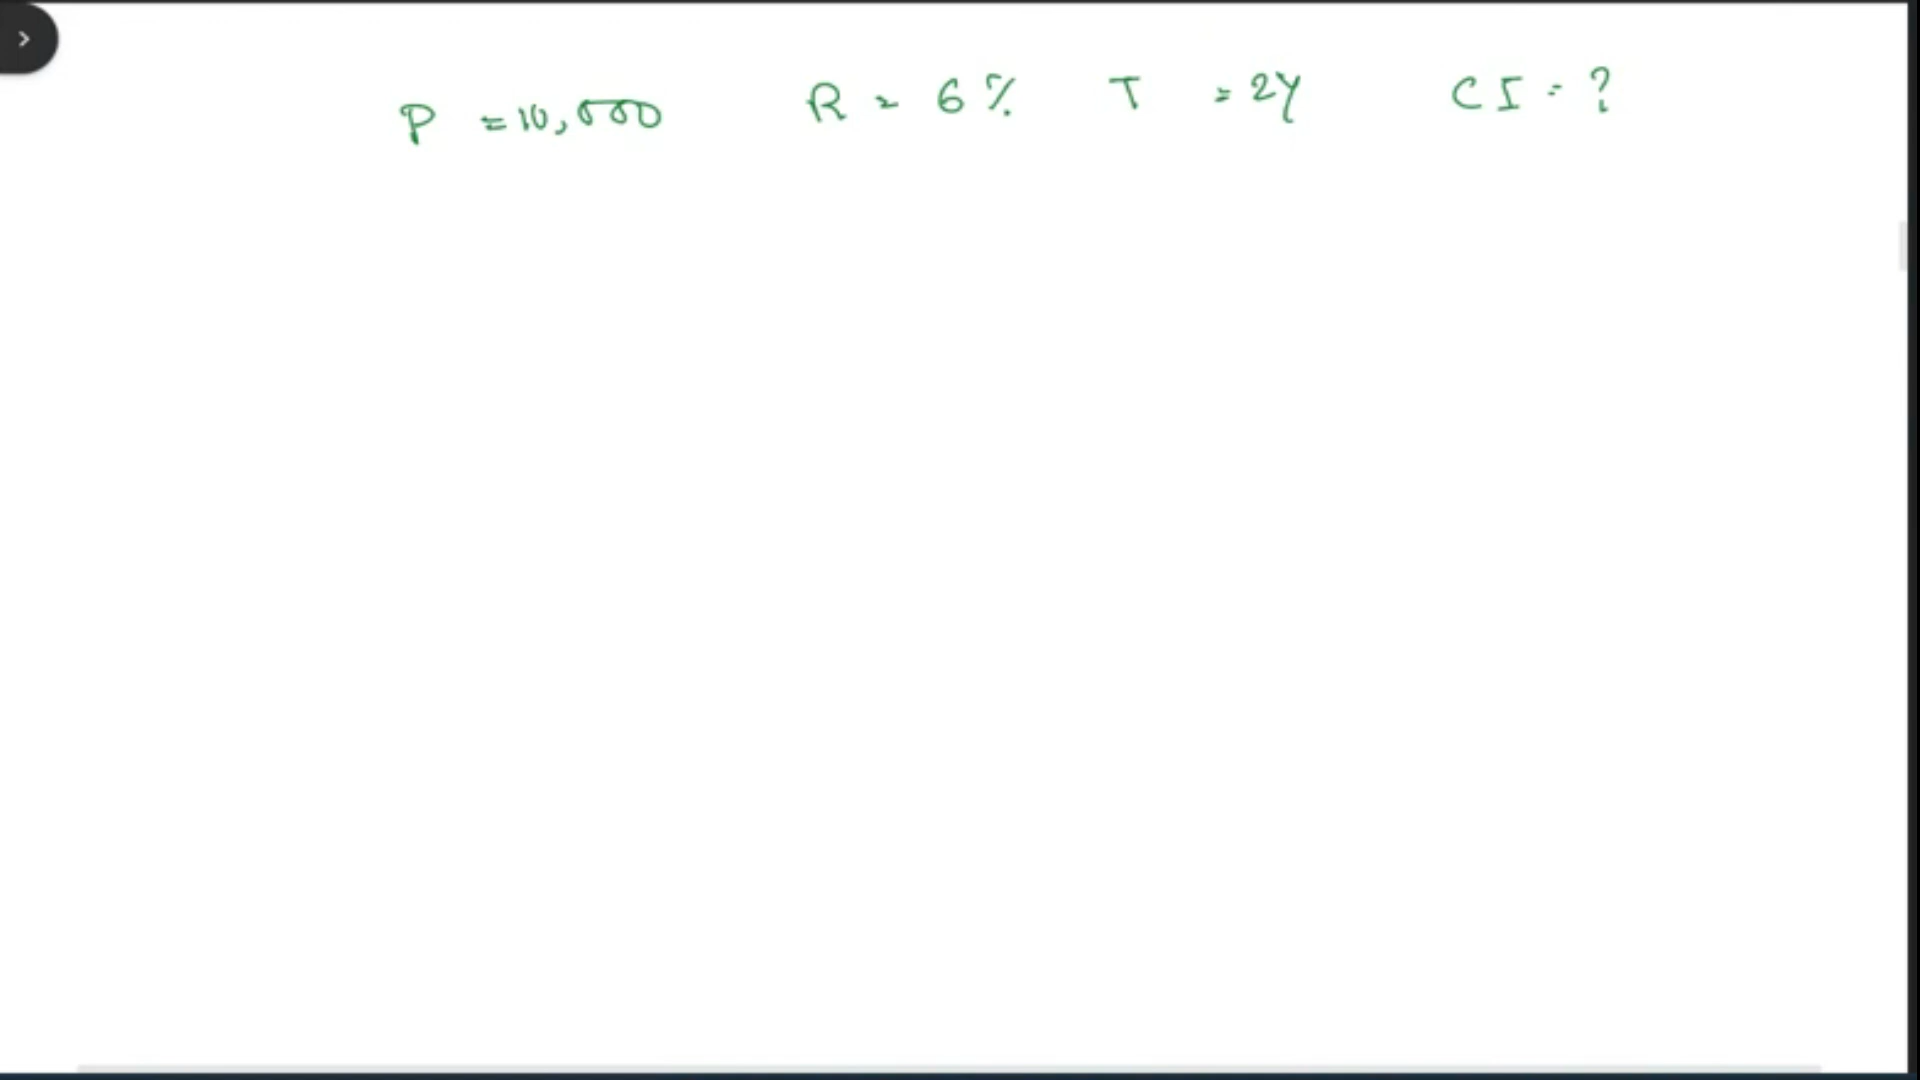 P = 10,000 R = 6% T = 2Y CI = ?